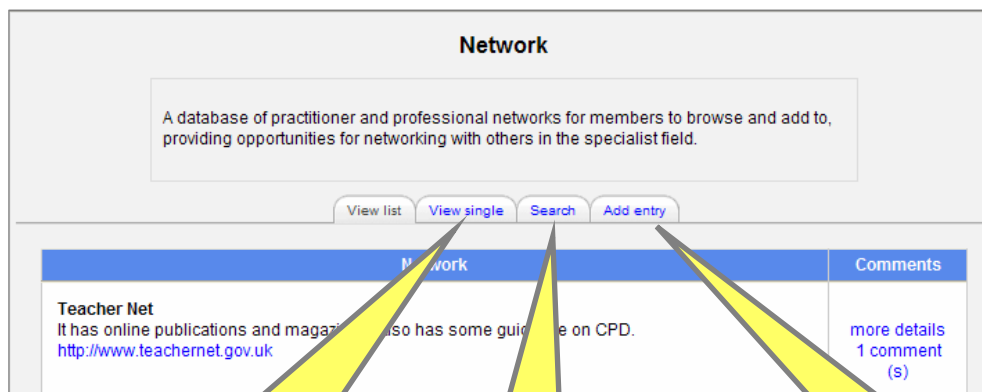 Network
A database of practitioner and professional networks for members to browse and add to,
providing opportunities for networking with others in the specialist field.
View list View single Search Add entry
Network Comments
Teacher Net
It has online publications and so has some on CPD.
http://www.teachernet.gov.uk
more details
1 comment
(s)